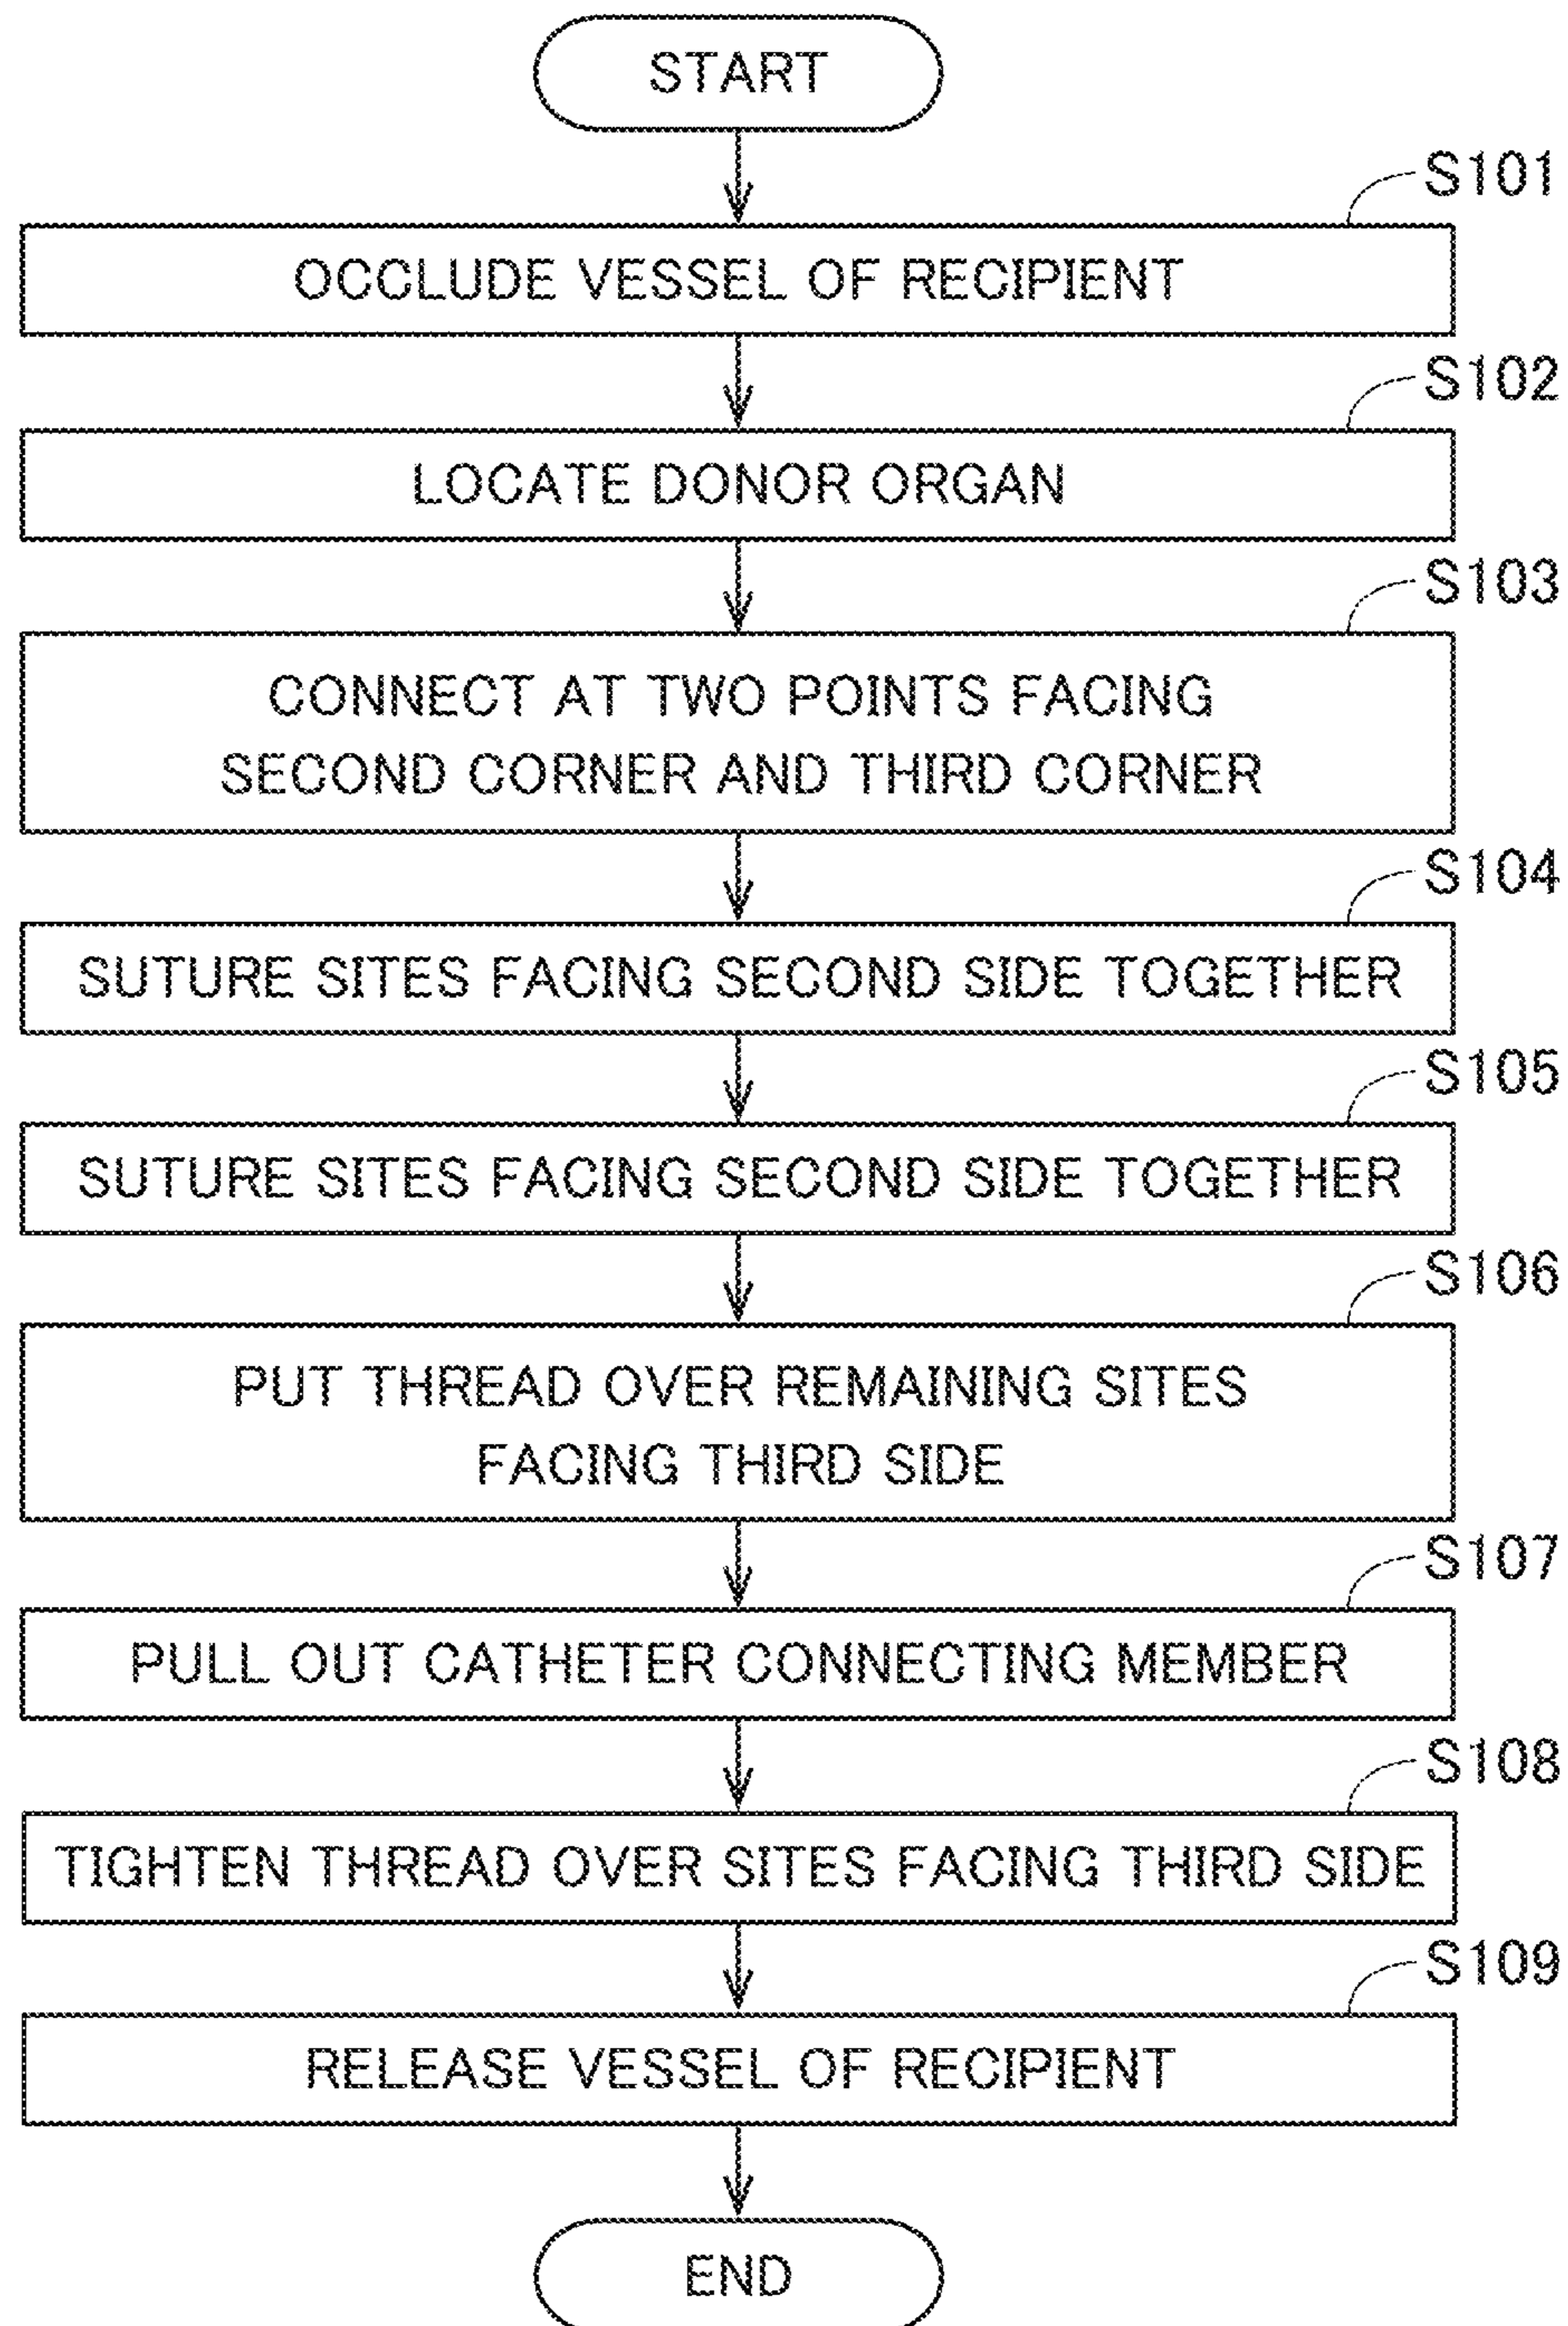 START
S101
OCCLUDE VESSEL OF RECIPIENT
S102
LOCATE DONOR ORGAN
S103
CONNECT AT TWO POINTS FACING
SECOND CORNER AND THIRD CORNER
S104
SUTURE SITES FACING SECOND SIDE TOGETHER
S105
SUTURE SITES FACING SECOND SIDE TOGETHER
S106
PUT THREAD OVER REMAINING SITES
FACING THIRD SIDE
S107
PULL OUT CATHETER CONNECTING MEMBER
S108
TIGHTEN THREAD OVER SITES FACING THIRD SIDE
S109
RELEASE VESSEL OF RECIPIENT
END